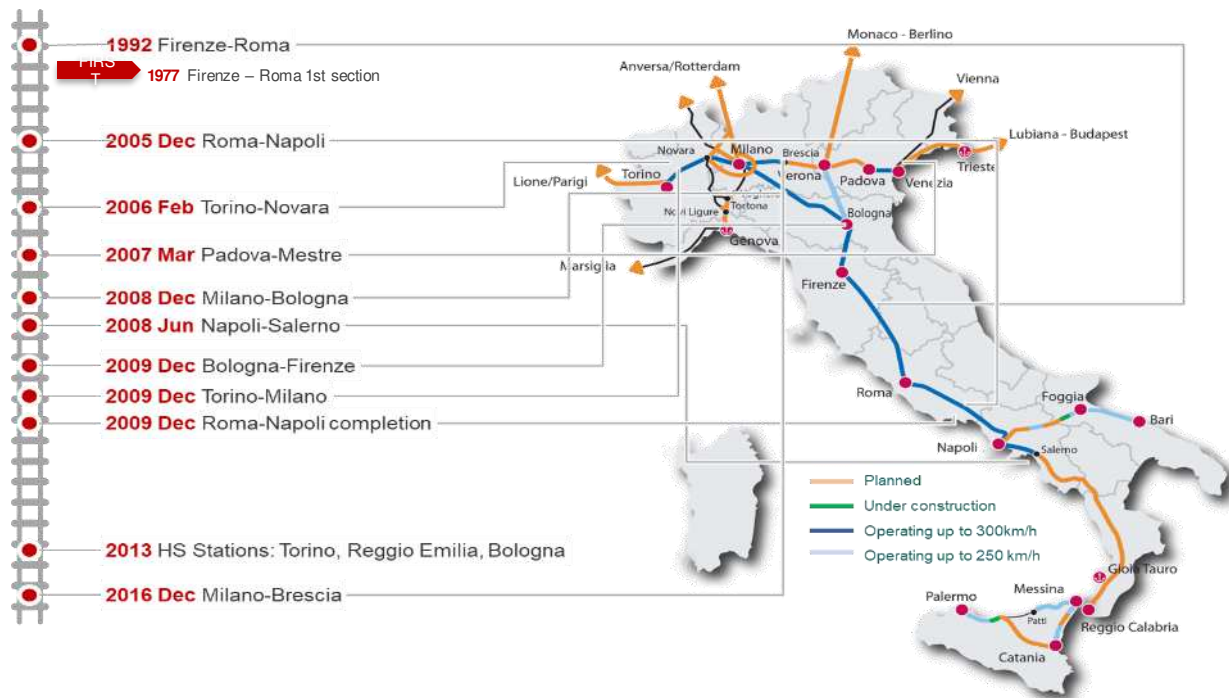 1992 Firenze-Roma
FIRS
T
1977 Firenze – Roma 1st section
2005 Dec Roma-Napoli
2006 Feb Torino-Novara
2007 Mar Padova-Mestre
2008 Dec Milano-Bologna
2008 Jun Napoli-Salerno
2009 Dec Bologna-Firenze
2009 Dec Torino-Milano
2009 Dec Roma-Napoli completion
2013 HS Stations: Torino, Reggio Emilia, Bologna
2016 Dec Milano-Brescia
Monaco - Berlino
Anversa/Rotterdam
Vienna
Lubiana - Budapest
Novara
Milano
Brescia
erona
Padova
Venezia
Trieste
Torino
Lione/Parigi
Tortona
Novi Ligure
Genova
Bologna
Marsiglia
Firenze
Roma
Foggia
Bari
Napoli
Salerno
Planned
Under construction
Operating up to 300km/h
Operating up to 250 km/h
Gioia Tauro
Messina
Palermo
Patti
Reggio Calabria
Catania